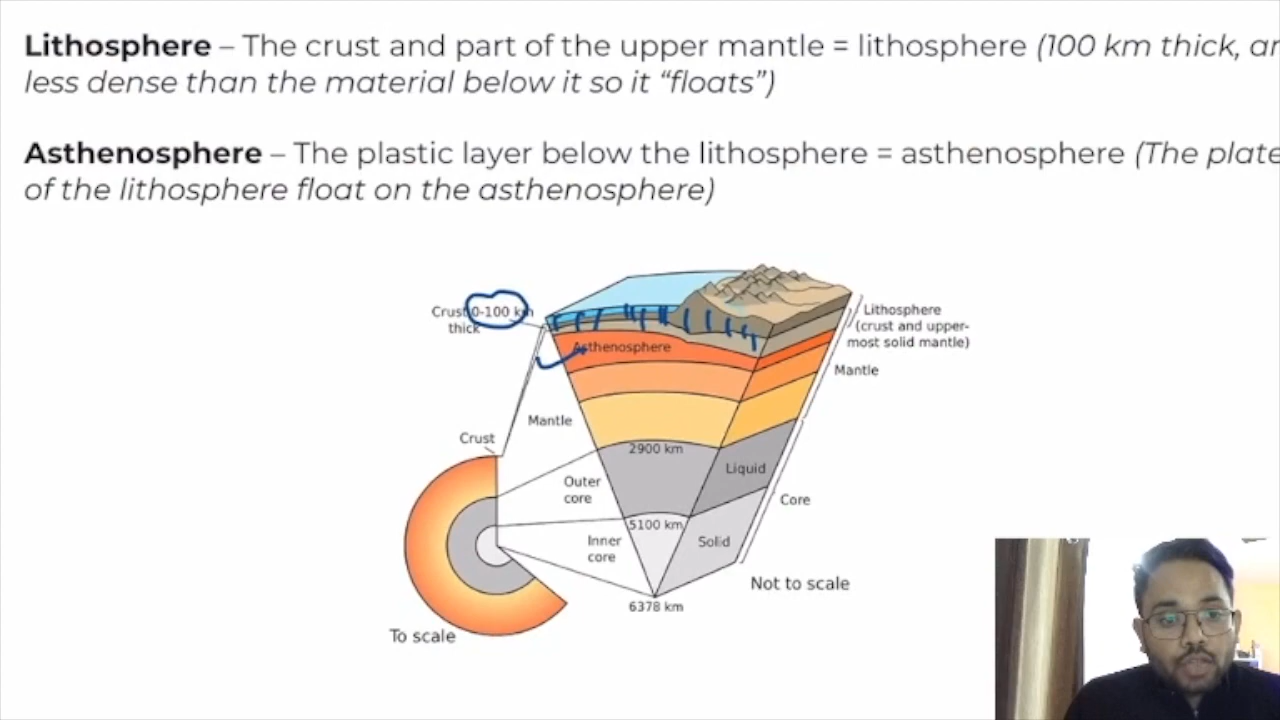 Lithosphere – The crust and part of the upper mantle = lithosphere (100 km thick,
less dense than the material below it so it “floats”)
Asthenosphere – The plastic layer below the lithosphere = asthenosphere (The plate
of the lithosphere float on the asthenosphere)
Crust 0-100 km
thick
Lithosphere
(crust and upper-
most solid mantle)
Asthenosphere
Mantle
Mantle
Crust
2900 km
Liquid
Outer
core
Core
5100 km
Inner
core
Solid
Not to scale
6378 km
To scale